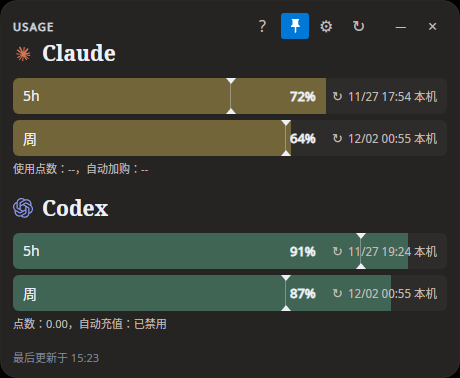 USAGE
Claude
5h 72% 11/27 17:54 本机
周 64% 12/02 00:55 本机
使用点数：--，自动加购：--
Codex
5h 91% 11/27 19:24 本机
周 87% 12/02 00:55 本机
点数：0.00，自动充值：已禁用
最后更新于 15:23